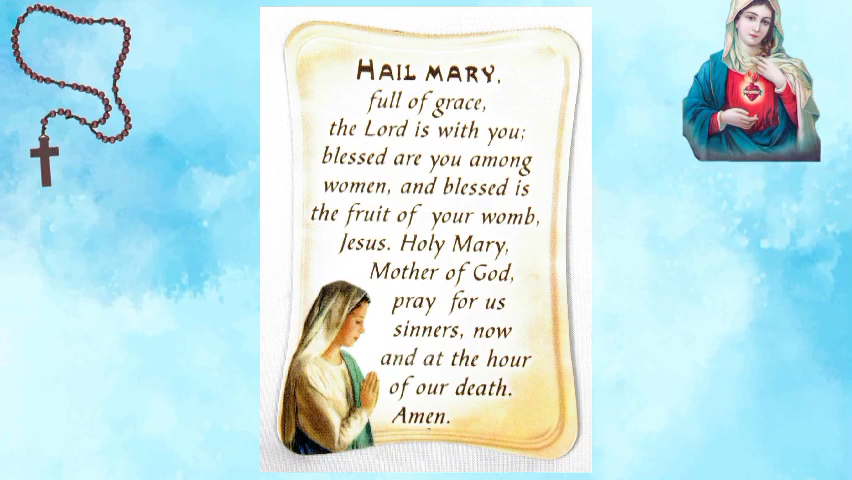 HAIL MARY,
full of grace,
the Lord is with you;
blessed are you among
women, and blessed is
the fruit of your womb,
Jesus. Holy Mary,
Mother of God,
pray for us
sinners, now
and at the hour
of our death.
Amen.